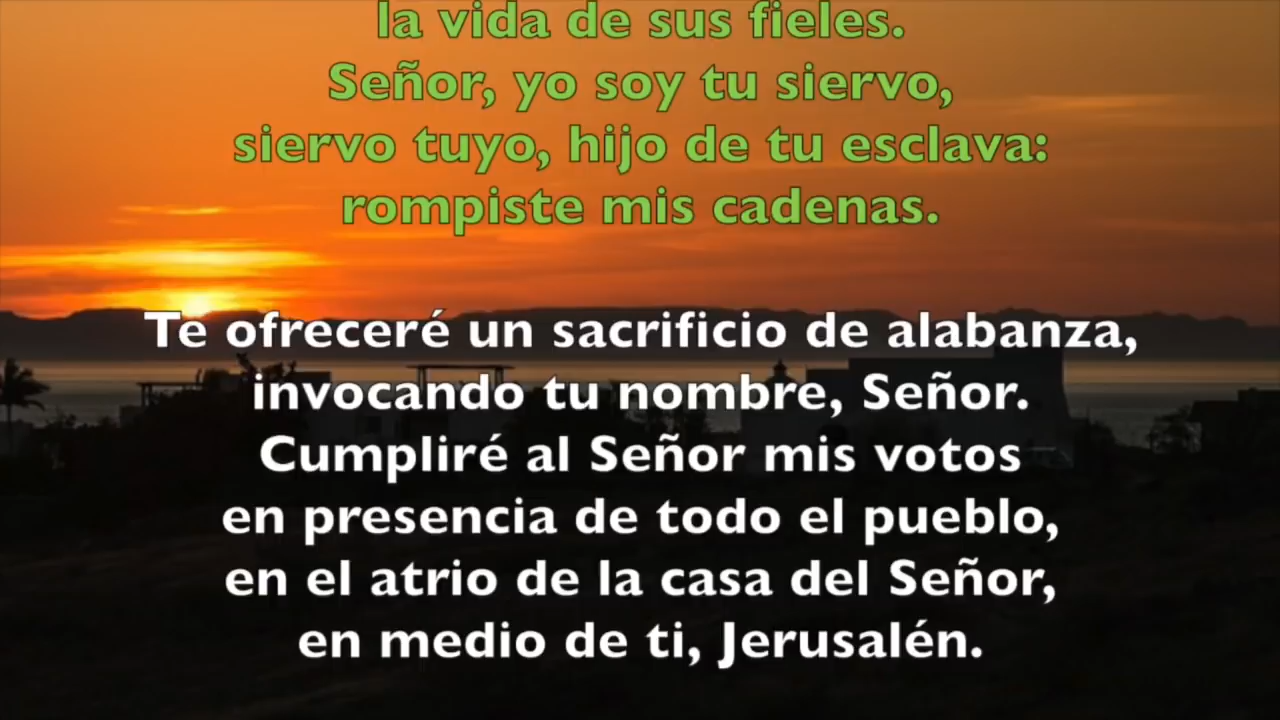 la vida de sus fieles.
Señor, yo soy tu siervo,
siervo tuyo, hijo de tu esclava:
rompiste mis cadenas.
Te ofreceré un sacrificio de alabanza,
invocando tu nombre, Señor.
Cumpliré al Señor mis votos
en presencia de todo el pueblo,
en el atrio de la casa del Señor,
en medio de ti, Jerusalén.